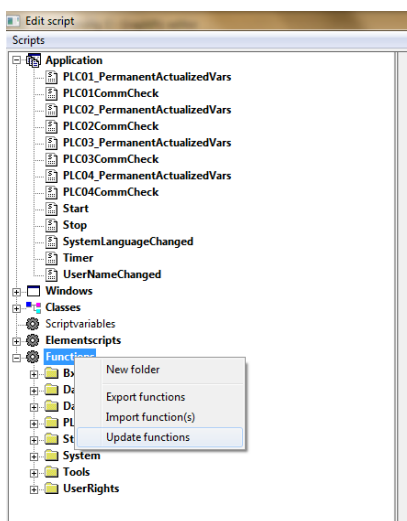 Edit script
Scripts
Application
PLC01_PermanentActualizedVars
PLC01CommCheck
PLC02_PermanentActualizedVars
PLC02CommCheck
PLC03_PermanentActualizedVars
PLC03CommCheck
PLC04_PermanentActualizedVars
PLC04CommCheck
Start
Stop
SystemLanguageChanged
Timer
UserNameChanged
Windows
Classes
Scriptvariables
Elementscripts
Functions
New folder
Export functions
Import function(s)
Update functions
System
Tools
UserRights